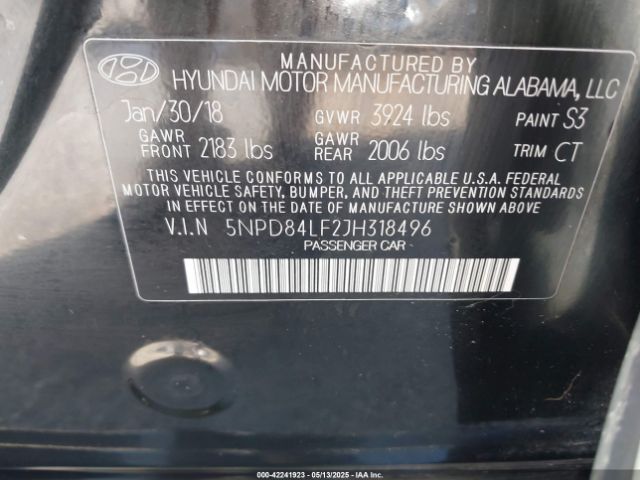 MANUFACTURED BY
HYUNDAI MOTOR MANUFACTURING ALABAMA, LLC
Jan/30/18 GVWR 3924 lbs PAINT S3
GAWR FRONT 2183 lbs GAWR REAR 2006 lbs TRIM CT
THIS VEHICLE CONFORMS TO ALL APPLICABLE U.S.A. FEDERAL
MOTOR VEHICLE SAFETY, BUMPER, AND THEFT PREVENTION STANDARDS
IN EFFECT ON THE DATE OF MANUFACTURE SHOWN ABOVE.
V.I.N 5NPD84LF2JH318496
PASSENGER CAR
000-42241923 | 05/13/2025 | IAAI.COM